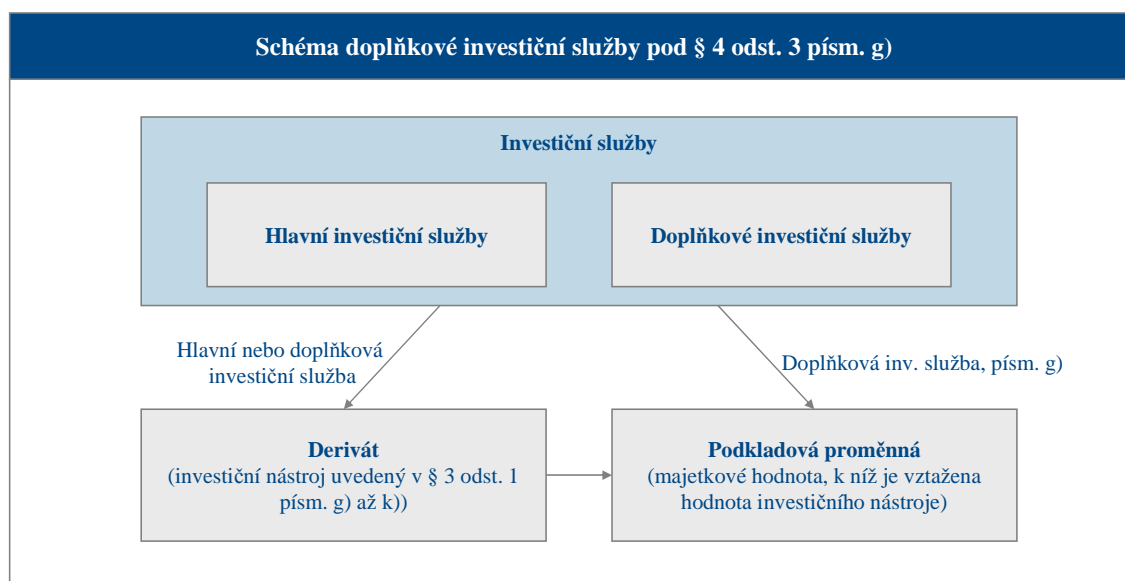 Schéma doplňkové investiční služby pod § 4 odst. 3 písm. g)
Investiční služby
Hlavní investiční služby
Doplňkové investiční služby
Hlavní nebo doplňková
investiční služba
Doplňková inv. služba, písm. g)
Derivát
(investiční nástroj uvedený v § 3 odst. 1
písm. g) až k))
Podkladová proměnná
(majetkové hodnota, k níž je vztažena
hodnota investičního nástroje)